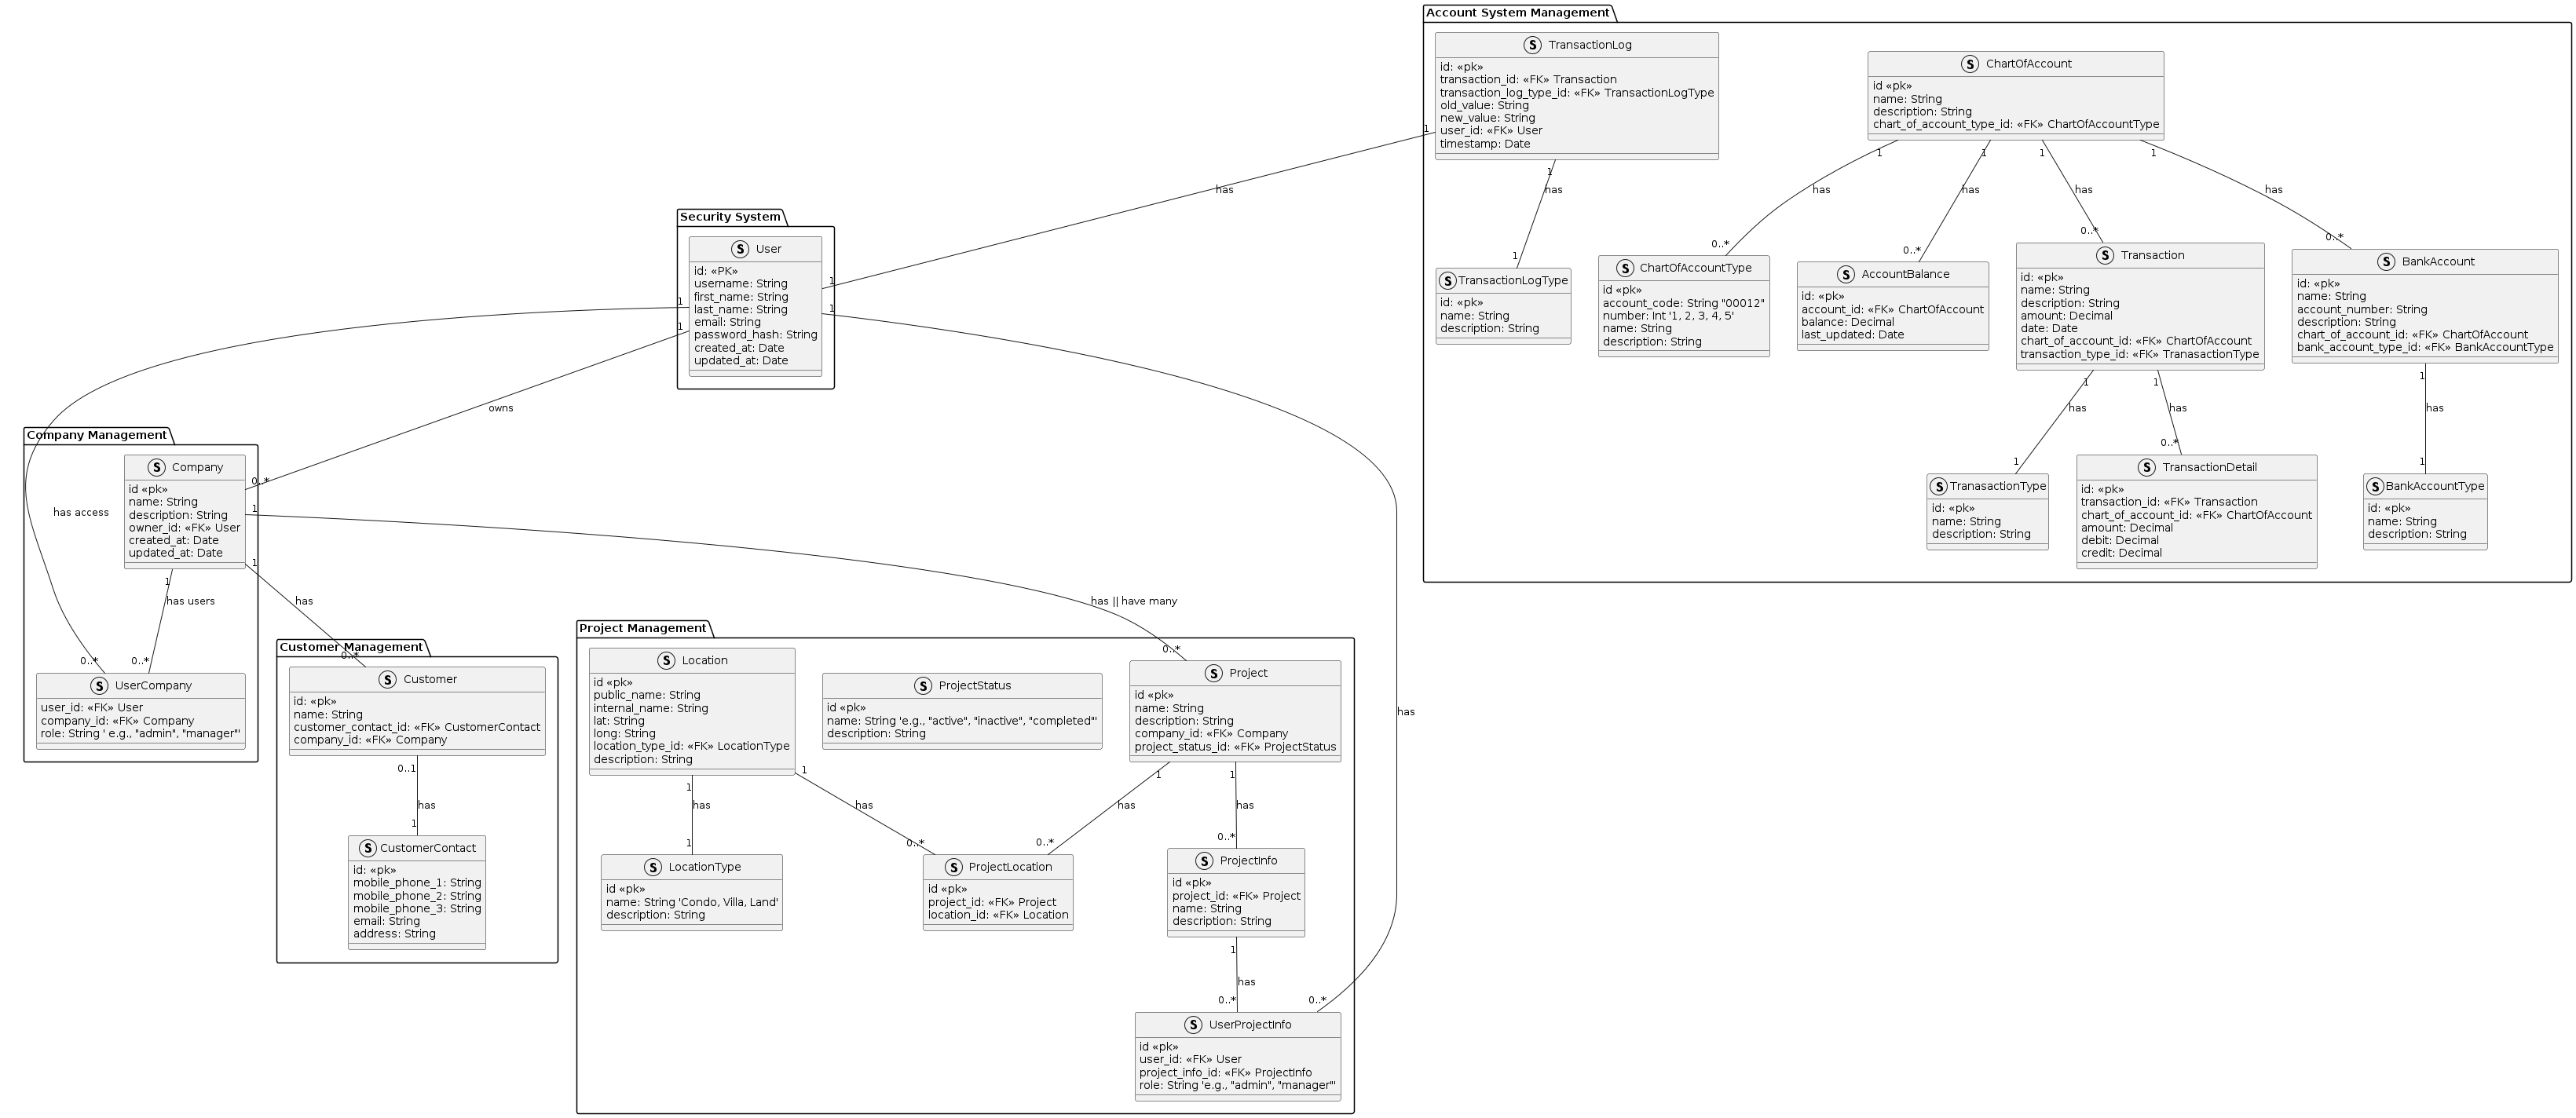 Account System Management
S TransactionLog
id: «pk»
transaction_id: «FK» Transaction
transaction_log_type_id: «FK» TransactionLogType
old_value: String
new_value: String
user_id: «FK» User
timestamp: Date
S ChartOfAccount
id «pk»
name: String
description: String
chart_of_account_type_id: «FK» ChartOfAccountType
1
1
1
1
1
1
has
has
has
has
has
has
Security System
S User
id: «PK»
username: String
first_name: String
last_name: String
email: String
password_hash: String
created_at: Date
updated_at: Date
1
1
1
1
1
S TransactionLogType
id: «pk»
name: String
description: String
0..*
S ChartOfAccountType
id «pk»
account_code: String "00012"
number: Int '1, 2, 3, 4, 5'
name: String
description: String
0..*
S AccountBalance
id: «pk»
account_id: «FK» ChartOfAccount
balance: Decimal
last_updated: Date
0..*
S Transaction
id: «pk»
name: String
description: String
amount: Decimal
date: Date
chart_of_account_id: «FK» ChartOfAccount
transaction_type_id: «FK» TranasactionType
0..*
S BankAccount
id: «pk»
name: String
account_number: String
description: String
chart_of_account_id: «FK» ChartOfAccount
bank_account_type_id: «FK» BankAccountType
1
1
1
owns
has
has
has
1
0..*
1
S TranasactionType
id: «pk»
name: String
description: String
S TransactionDetail
id: «pk»
transaction_id: «FK» Transaction
chart_of_account_id: «FK» ChartOfAccount
amount: Decimal
debit: Decimal
credit: Decimal
S BankAccountType
id: «pk»
name: String
description: String
Company Management
S Company
id «pk»
name: String
description: String
owner_id: «FK» User
created_at: Date
updated_at: Date
0..*
1
1
1
has access
has users
has
has || have many
has
0..*
0..*
0..*
0..*
S UserCompany
user_id: «FK» User
company_id: «FK» Company
role: String ' e.g., "admin", "manager"'
Customer Management
S Customer
id: «pk»
name: String
customer_contact_id: «FK» CustomerContact
company_id: «FK» Company
0..1
has
1
S CustomerContact
id: «pk»
mobile_phone_1: String
mobile_phone_2: String
mobile_phone_3: String
email: String
address: String
Project Management
S Location
id «pk»
public_name: String
internal_name: String
lat: String
long: String
location_type_id: «FK» LocationType
description: String
S ProjectStatus
id «pk»
name: String 'e.g., "active", "inactive", "completed"'
description: String
S Project
id «pk»
name: String
description: String
company_id: «FK» Company
project_status_id: «FK» ProjectStatus
1
1
1
1
has
has
has
has
1
0..*
0..*
0..*
S LocationType
id «pk»
name: String 'Condo, Villa, Land'
description: String
S ProjectLocation
id «pk»
project_id: «FK» Project
location_id: «FK» Location
S ProjectInfo
id «pk»
project_id: «FK» Project
name: String
description: String
1
has
0..*
0..*
S UserProjectInfo
id «pk»
user_id: «FK» User
project_info_id: «FK» ProjectInfo
role: String 'e.g., "admin", "manager"'